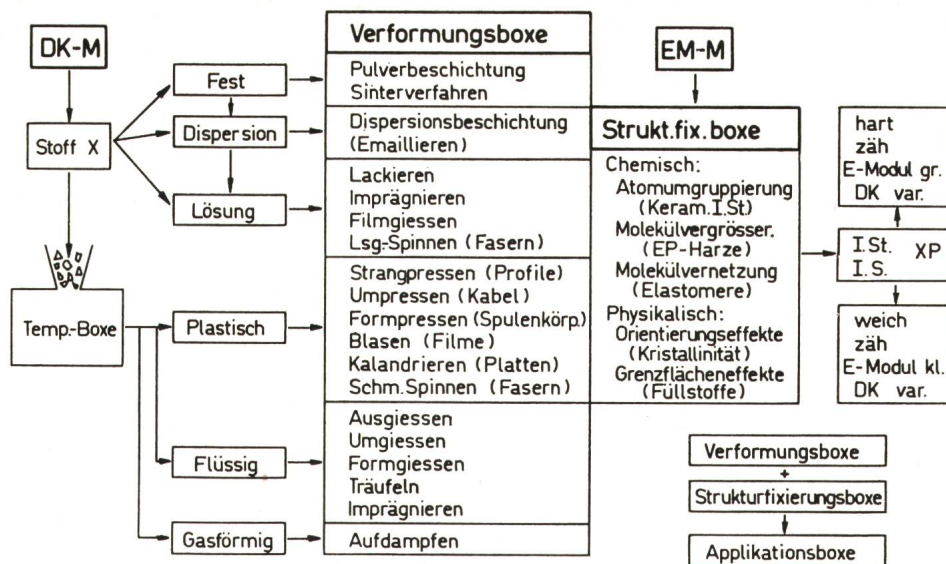 DK-M
Stoff X
Temp.-Boxe
Fest
Dispersion
Lösung
Plastisch
Flüssig
Gasförmig
Verformungsboxe
Pulverbeschichtung
Sinterverfahren
Dispersionsbeschichtung
(Emaillieren)
Lackieren
Imprägnieren
Filmgiessen
Lsg-Spinnen (Fasern)
Strangpressen (Profile)
Umpressen (Kabel)
Formpressen (Spulenkörp.)
Blasen (Filme)
Kalandrieren (Platten)
Schm.Spinnen (Fasern)
Ausgiessen
Umgiessen
Formgiessen
Träufeln
Imprägnieren
Aufdampfen
EM-M
Strukt.fix.boxe
Chemisch:
Atomumgruppierung
(Keram.I.St.)
Molekülvergrösser.
(EP-Harze)
Molekülvernetzung
(Elastomere)
Physikalisch:
Orientierungseffekte
(Kristallinität)
Grenzflächeneffekte
(Füllstoffe)
hart
zäh
E-Modul gr.
DK var.
I.St. XP
I.S.
weich
zäh
E-Modul kl.
DK var.
Verformungsboxe
+
Strukturfixierungsboxe
Applikationsboxe